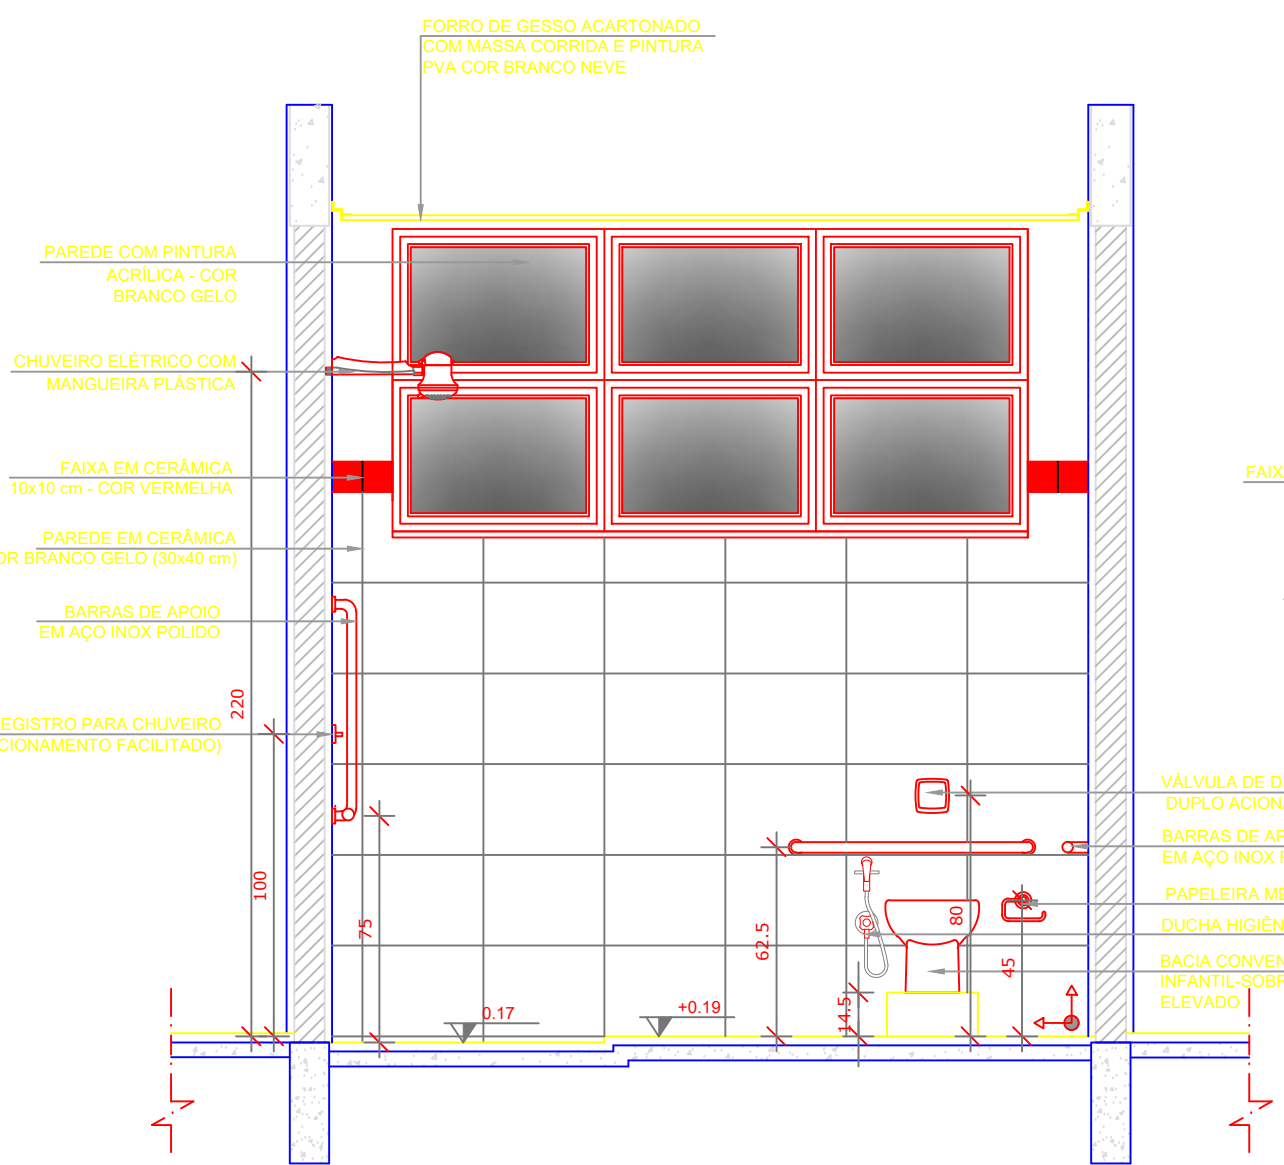 FORRO DE GESSO ACARTONADO
COM MASSA CORRIDA E PINTURA
PVA COR BRANCO NEVE
PAREDE COM PINTURA
ACRÍLICA - COR
BRANCO GELO
CHUVEIRO ELÉTRICO COM
MANGUEIRA PLÁSTICA
FAIXA EM CERÂMICA
10x10 cm - COR VERMELHA
PAREDE EM CERÂMICA
OR BRANCO GELO (30x40 cm)
BARRAS DE APOIO
EM AÇO INOX POLIDO
EGISTRO PARA CHUVEIRO
CIONAMENTO FACILITADO)
220
100
75
62.5
14.5
80
45
0.17
+0.19
FAIX
VÁLVULA DE D
DUPLO ACION
BARRAS DE AP
EM AÇO INOX
PAPELEIRA ME
DUCHA HIGIÊN
BACIA CONVEN
INFANTIL-SOBR
ELEVADO